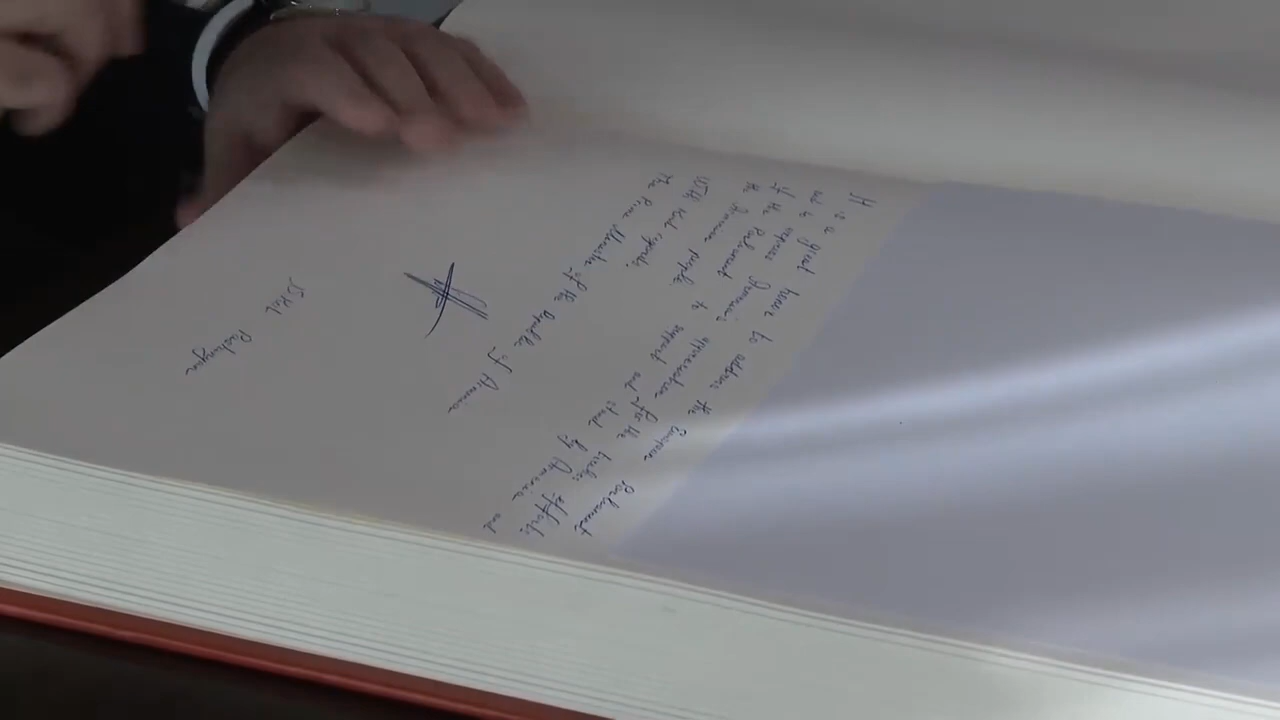 It is a great honor to address the European Parliament
and to express Armenia's appreciation for the efforts
of the Parliament to support and stand by Armenia and
the Armenian people.
With kind regards,
The Prime Minister of the Republic of Armenia
Nikol Pashinyan